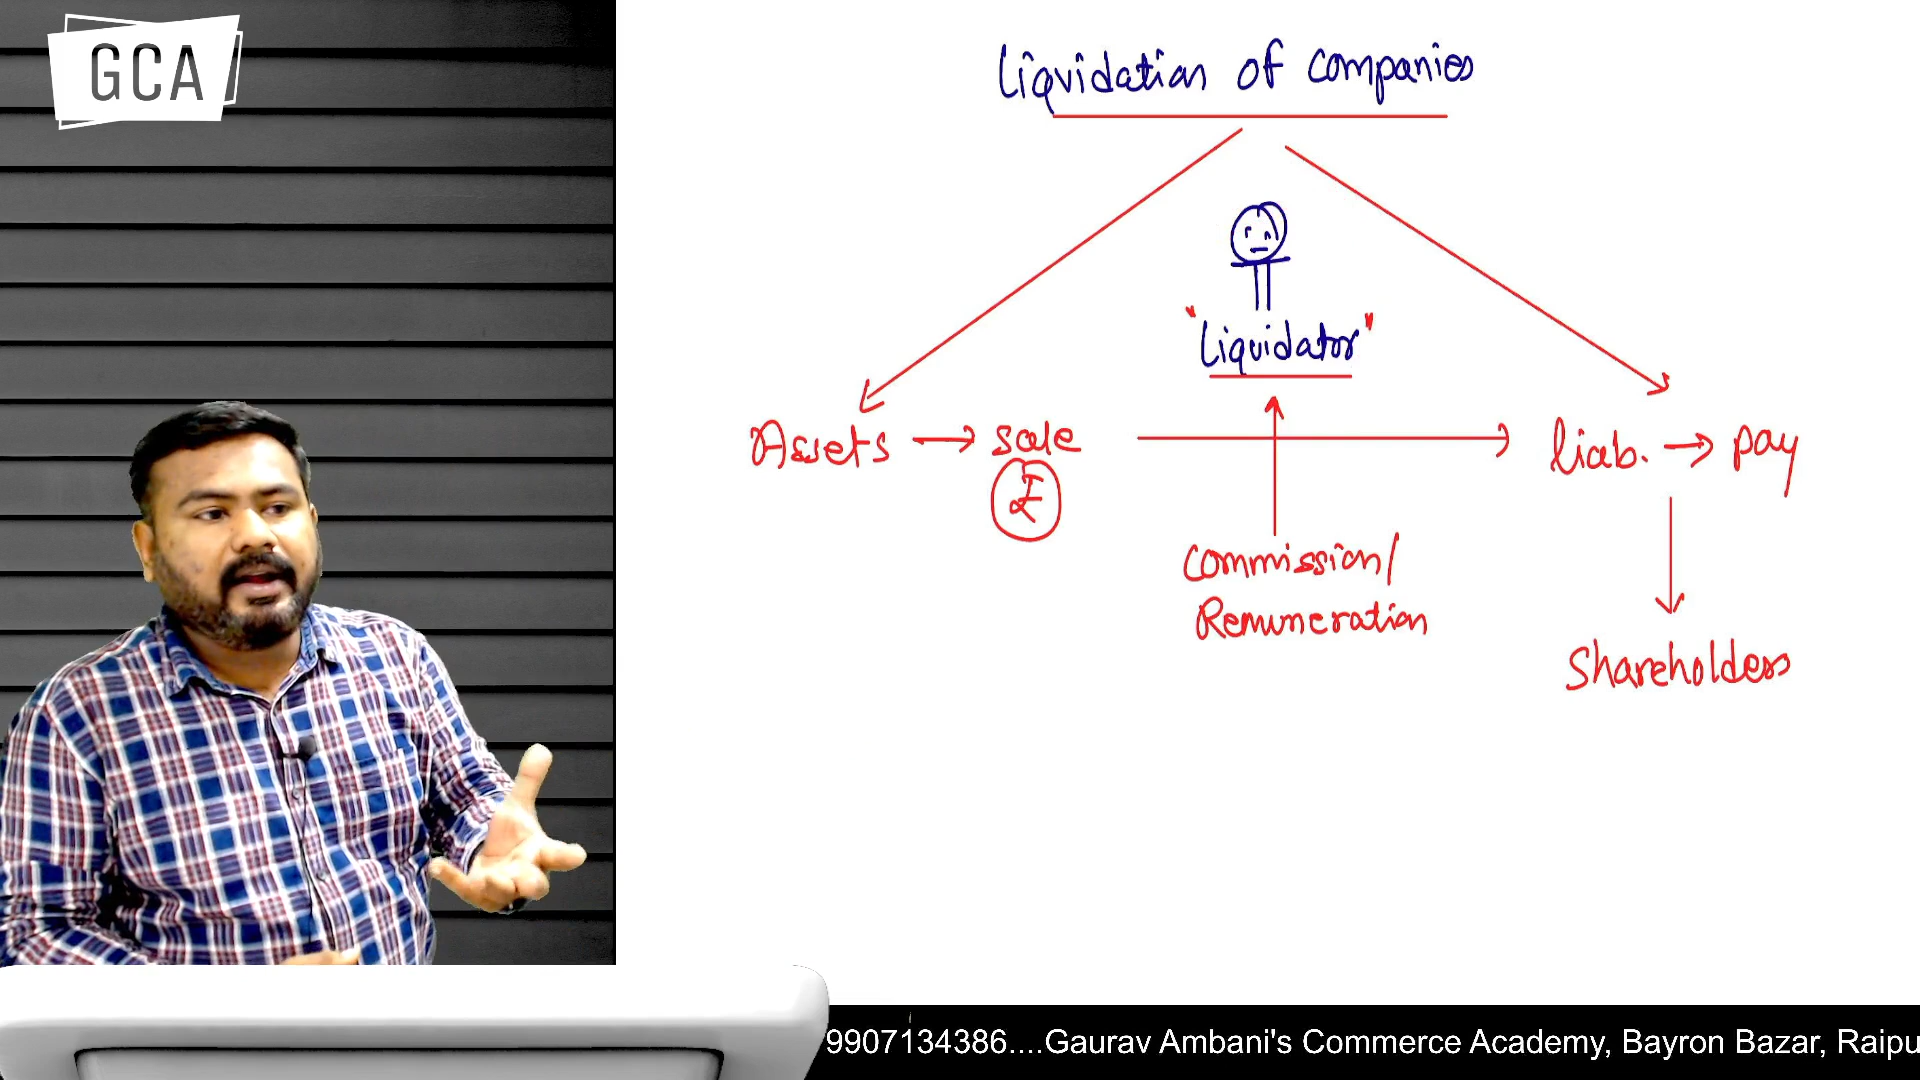 GCA
Liquidation of companies
"Liquidator"
Assets → sale → liab. → pay
₹
Commission/
Remuneration
Shareholders
9907134386....Gaurav Ambani's Commerce Academy, Bayron Bazar, Raipu